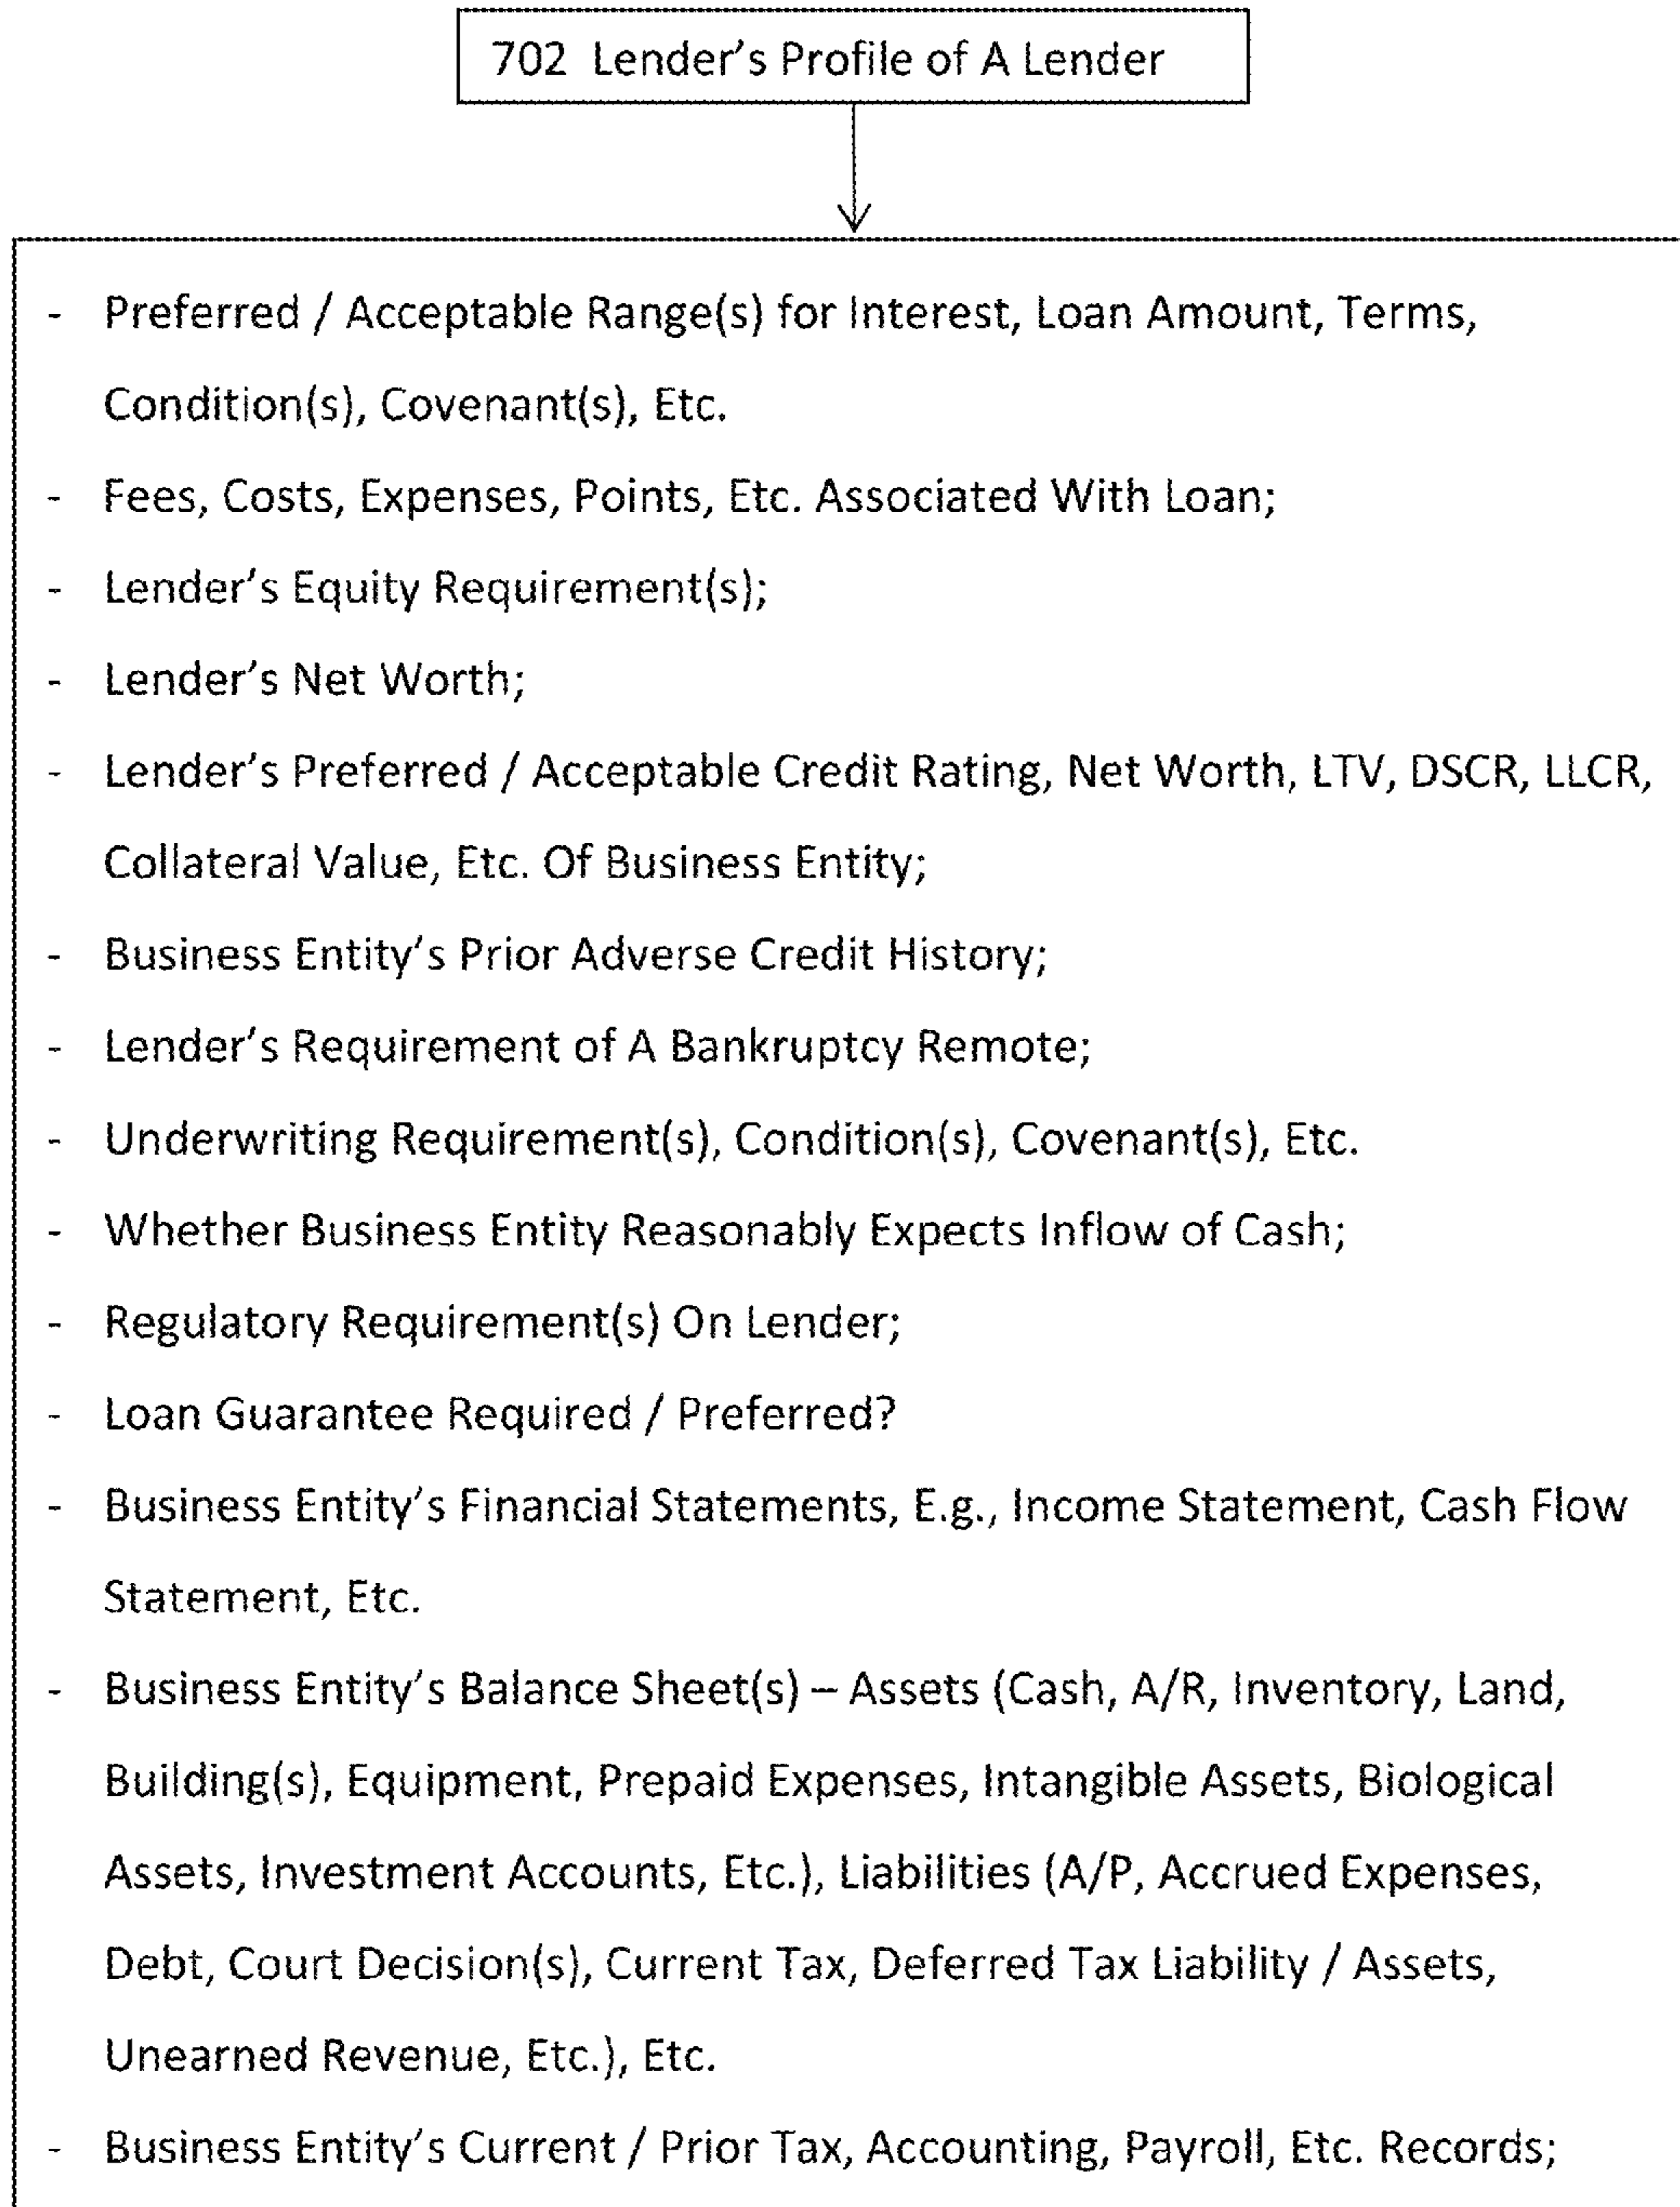 702 Lender's Profile of A Lender
- Preferred / Acceptable Range(s) for Interest, Loan Amount, Terms,
Condition(s), Covenant(s), Etc.
- Fees, Costs, Expenses, Points, Etc. Associated With Loan;
- Lender's Equity Requirement(s);
- Lender's Net Worth;
- Lender's Preferred / Acceptable Credit Rating, Net Worth, LTV, DSCR, LLCR,
Collateral Value, Etc. Of Business Entity;
- Business Entity's Prior Adverse Credit History;
- Lender's Requirement of A Bankruptcy Remote;
- Underwriting Requirement(s), Condition(s), Covenant(s), Etc.
- Whether Business Entity Reasonably Expects Inflow of Cash;
- Regulatory Requirement(s) On Lender;
- Loan Guarantee Required / Preferred?
- Business Entity's Financial Statements, E.g., Income Statement, Cash Flow
Statement, Etc.
- Business Entity's Balance Sheet(s) – Assets (Cash, A/R, Inventory, Land,
Building(s), Equipment, Prepaid Expenses, Intangible Assets, Biological
Assets, Investment Accounts, Etc.), Liabilities (A/P, Accrued Expenses,
Debt, Court Decision(s), Current Tax, Deferred Tax Liability / Assets,
Unearned Revenue, Etc.), Etc.
- Business Entity's Current / Prior Tax, Accounting, Payroll, Etc. Records;